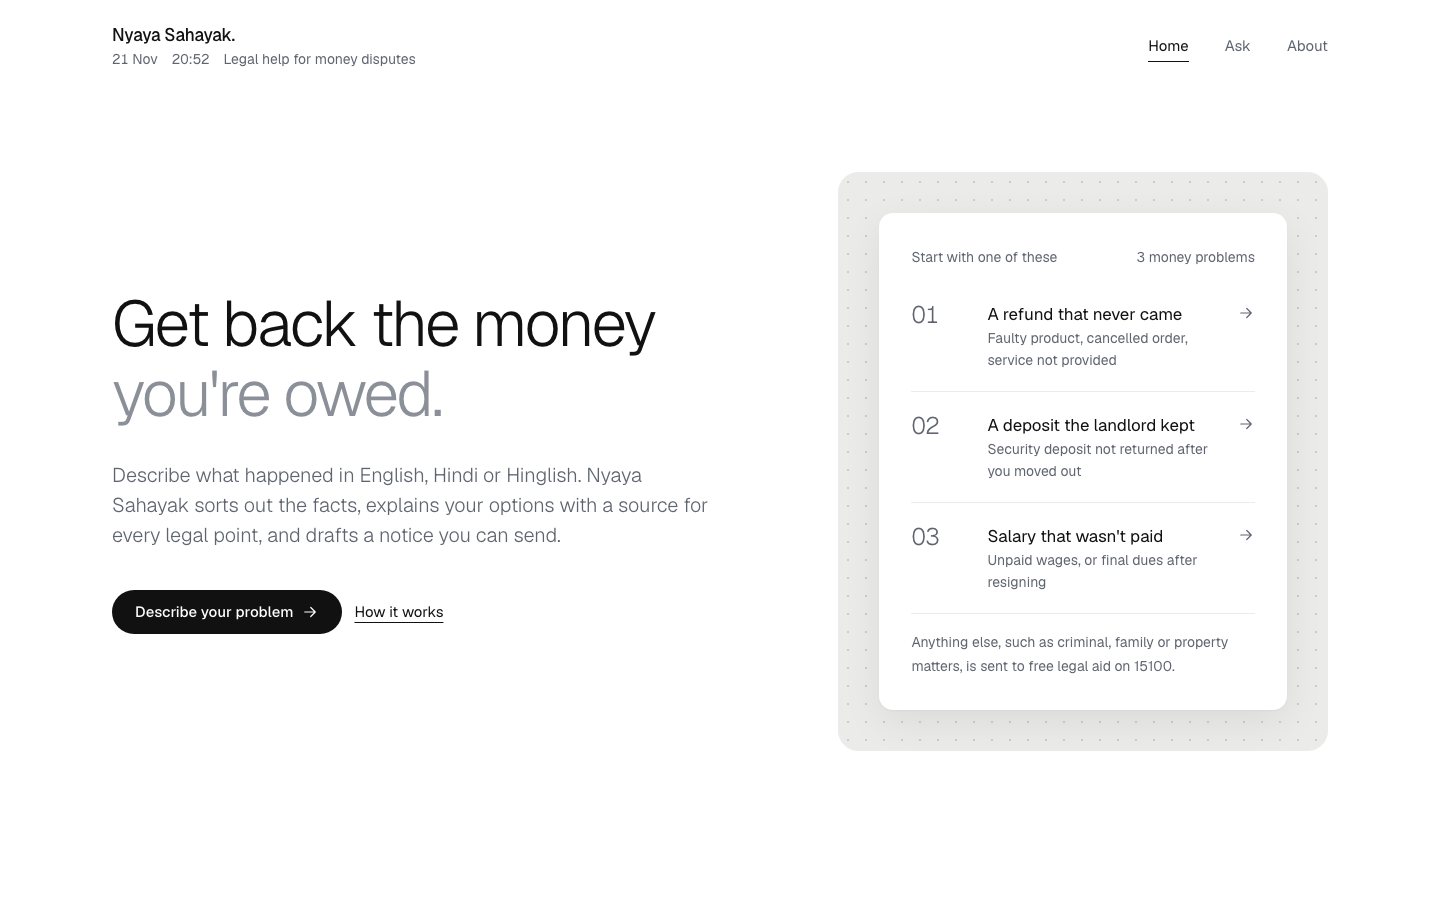 Nyaya Sahayak.
21 Nov 20:52 Legal help for money disputes
Home Ask About
Get back the money
you're owed.
Describe what happened in English, Hindi or Hinglish. Nyaya
Sahayak sorts out the facts, explains your options with a source for
every legal point, and drafts a notice you can send.
Describe your problem → How it works
Start with one of these 3 money problems
01 A refund that never came →
Faulty product, cancelled order,
service not provided
02 A deposit the landlord kept →
Security deposit not returned after
you moved out
03 Salary that wasn't paid →
Unpaid wages, or final dues after
resigning
Anything else, such as criminal, family or property
matters, is sent to free legal aid on 15100.